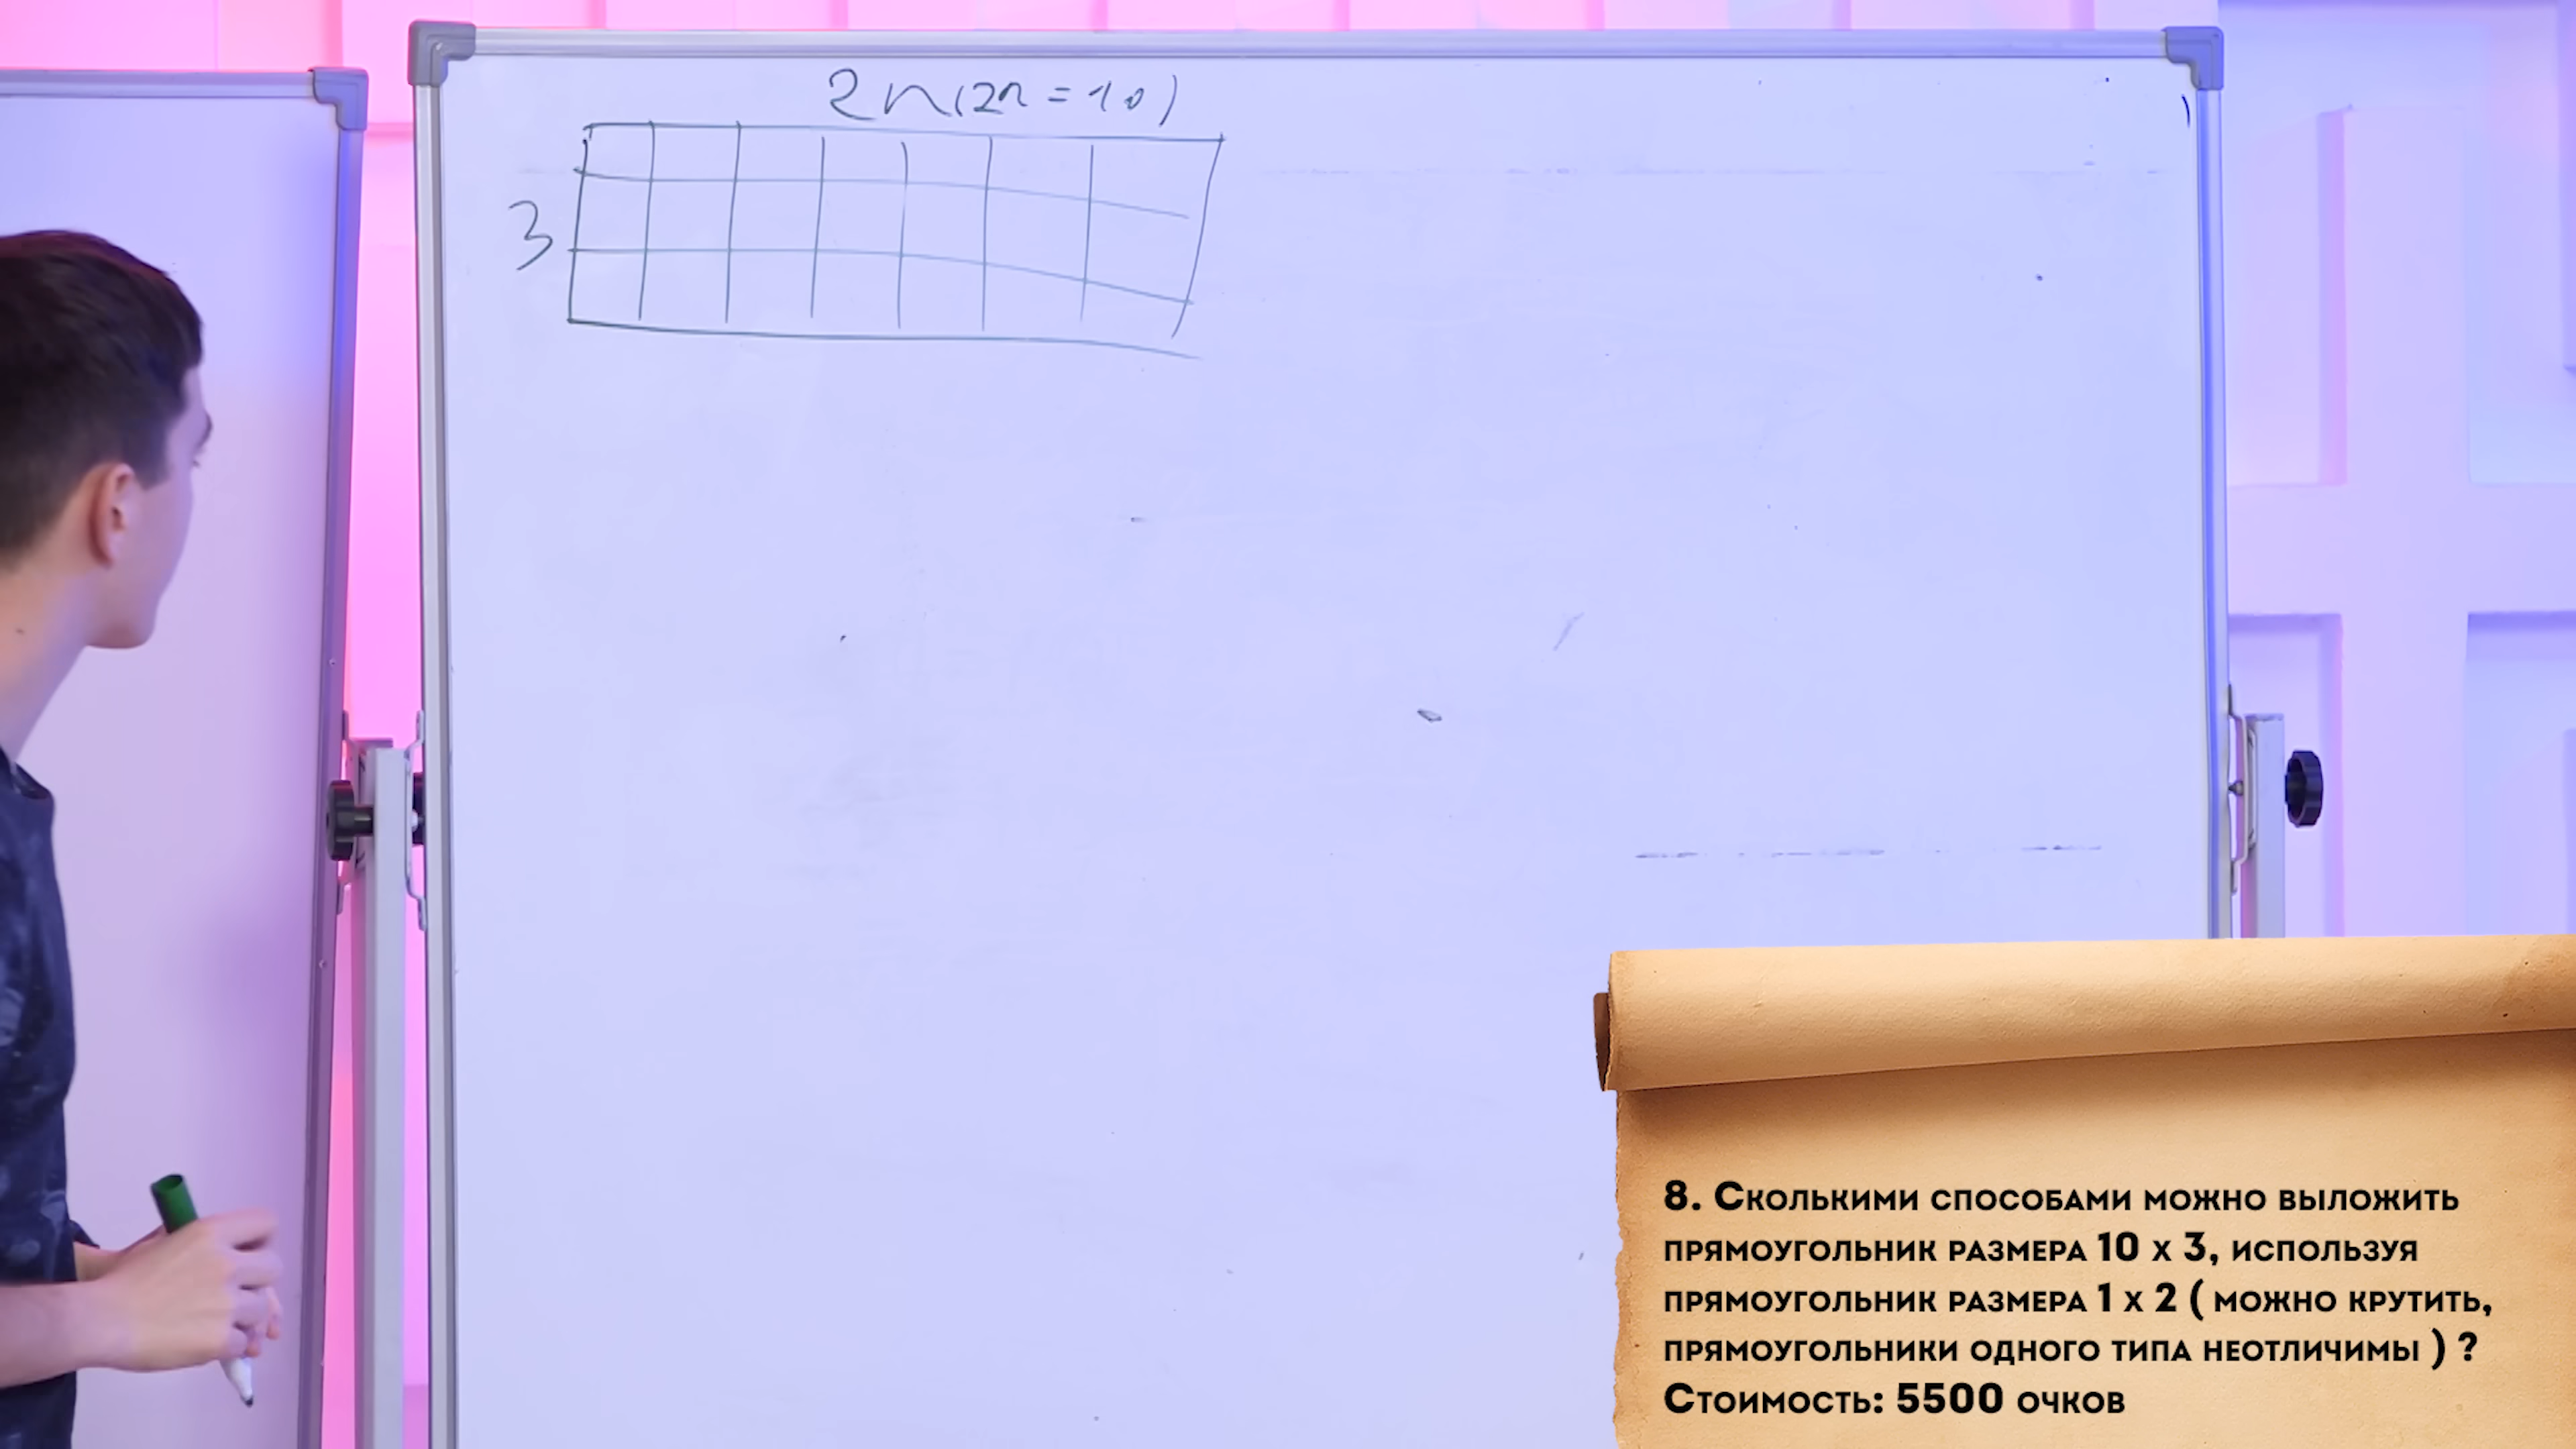 2n(2n = 10)
3
8. Сколькими способами можно выложить
прямоугольник размера 10 х 3, используя
прямоугольник размера 1 х 2 ( можно крутить,
прямоугольники одного типа неотличимы ) ?
Стоимость: 5500 очков